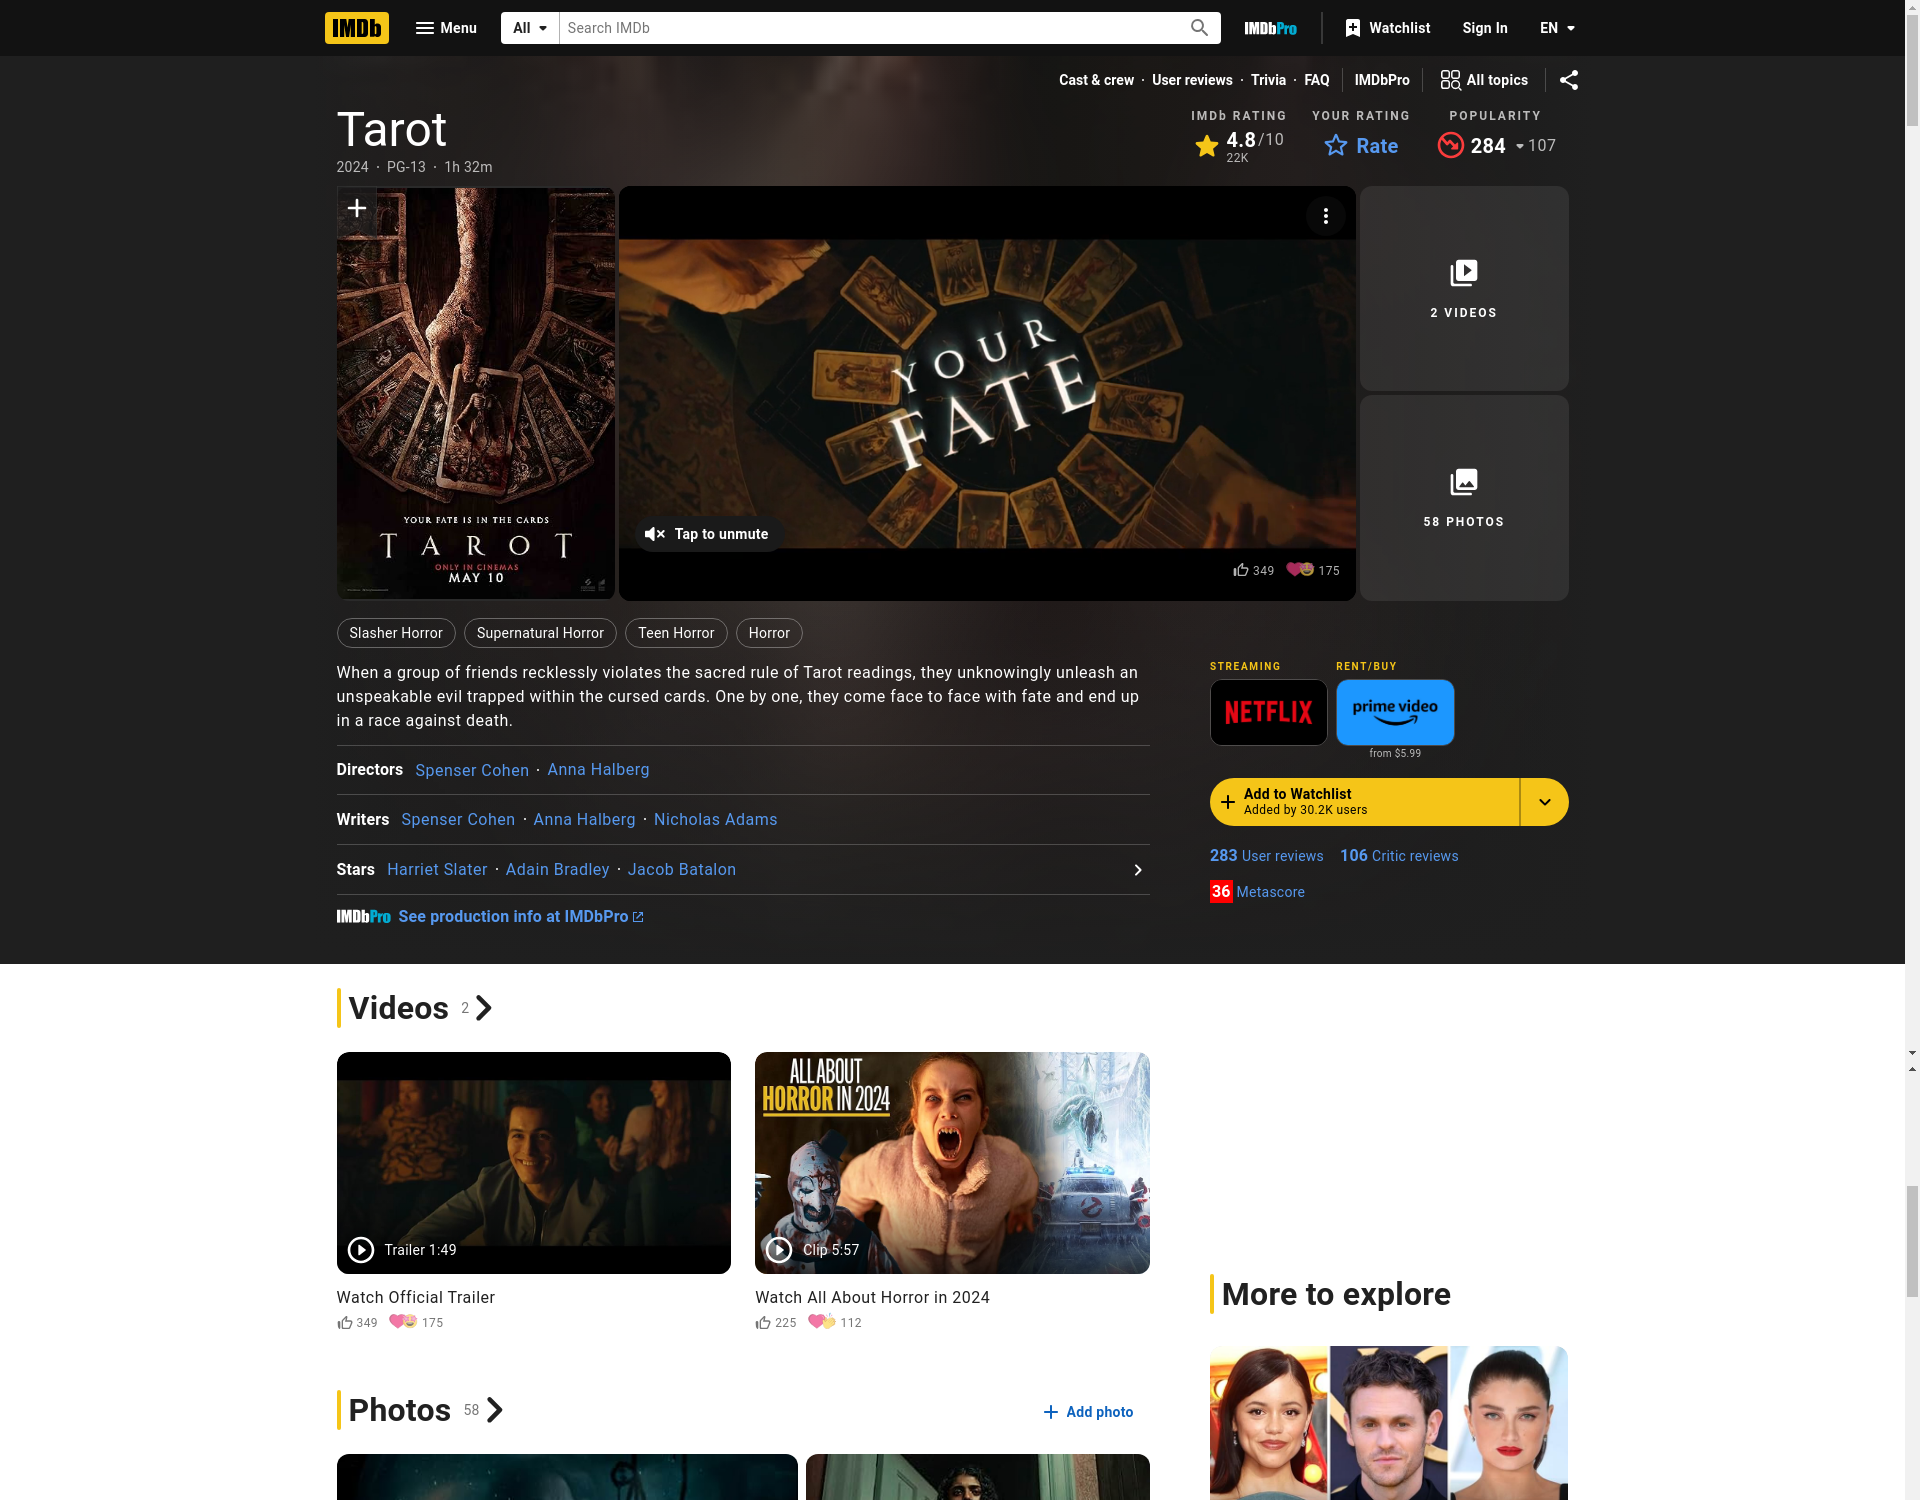 IMDb
Menu
All
Search IMDb
IMDbPro
Watchlist
Sign In
EN
Cast & crew · User reviews · Trivia · FAQ
IMDbPro
All topics
Tarot
2024 · PG-13 · 1h 32m
IMDb RATING
4.8/10
22K
YOUR RATING
Rate
POPULARITY
284
107
YOUR FATE IS IN THE CARDS
TAROT
ONLY IN CINEMAS
MAY 10
YOUR
FATE
Tap to unmute
349
175
2 VIDEOS
58 PHOTOS
Slasher Horror
Supernatural Horror
Teen Horror
Horror
When a group of friends recklessly violates the sacred rule of Tarot readings, they unknowingly unleash an
unspeakable evil trapped within the cursed cards. One by one, they come face to face with fate and end up
in a race against death.
Directors Spenser Cohen · Anna Halberg
Writers Spenser Cohen · Anna Halberg · Nicholas Adams
Stars Harriet Slater · Adain Bradley · Jacob Batalon
IMDbPro See production info at IMDbPro
STREAMING
NETFLIX
RENT/BUY
prime video
from $5.99
Add to Watchlist
Added by 30.2K users
283 User reviews
106 Critic reviews
36 Metascore
Videos 2
Trailer 1:49
Watch Official Trailer
349
175
ALL ABOUT
HORROR IN 2024
Clip 5:57
Watch All About Horror in 2024
225
112
Photos 58
Add photo
More to explore